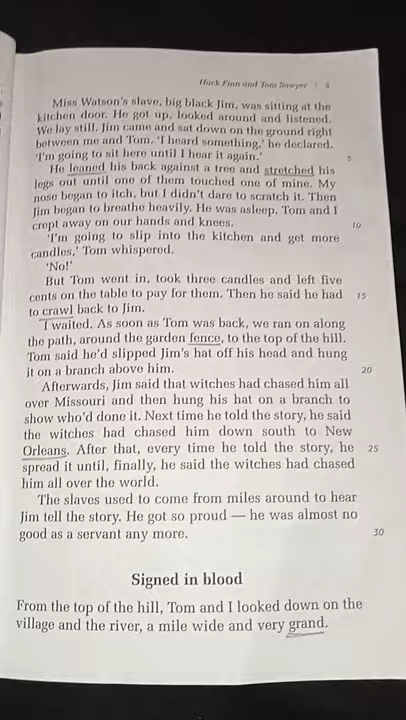 Huck Finn and Tom Sawyer | 5
Miss Watson's slave, big black Jim, was sitting at the
kitchen door. He got up, looked around and listened.
We lay still. Jim came and sat down on the ground right
between me and Tom. 'I heard something,' he declared.
'I'm going to sit here until I hear it again.'
5
He leaned his back against a tree and stretched his
legs out until one of them touched one of mine. My
nose began to itch, but I didn't dare to scratch it. Then
Jim began to breathe heavily. He was asleep. Tom and I
crept away on our hands and knees.
10
'I'm going to slip into the kitchen and get more
candles,' Tom whispered.
'No!'
But Tom went in, took three candles and left five
cents on the table to pay for them. Then he said he had
15
to crawl back to Jim.
I waited. As soon as Tom was back, we ran on along
the path, around the garden fence, to the top of the hill.
Tom said he'd slipped Jim's hat off his head and hung
it on a branch above him.
20
Afterwards, Jim said that witches had chased him all
over Missouri and then hung his hat on a branch to
show who'd done it. Next time he told the story, he said
the witches had chased him down south to New
Orleans. After that, every time he told the story, he
25
spread it until, finally, he said the witches had chased
him all over the world.
The slaves used to come from miles around to hear
Jim tell the story. He got so proud — he was almost no
good as a servant any more.
30
Signed in blood
From the top of the hill, Tom and I looked down on the
village and the river, a mile wide and very grand.